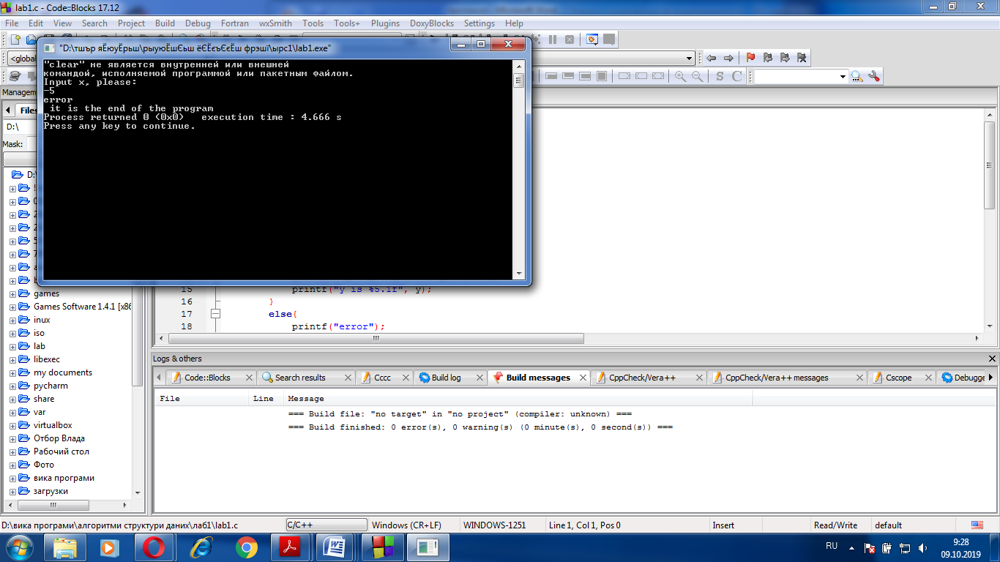 lab1.c - Code::Blocks 17.12
File Edit View Search Project Build Debug Fortran wxSmith Tools Tools+ Plugins DoxyBlocks Settings Help
"D:\тшър яЁюуЁрьш\рыуюЁшЄьш ёЄЁєъЄєЁш фрэшї\ырс1\lab1.exe"
<global
"clear" не является внутренней или внешней
командой, исполняемой программой или пакетным файлом.
Input x, please:
-5
error
it is the end of the program
Process returned 0 (0x0) execution time : 4.666 s
Press any key to continue.
S C
Managem
Files
D:\
Mask:
D:\
games
Games Software 1.4.1 [x86
inux
iso
lab
libexec
my documents
pycharm
share
var
virtualbox
Отбор Влада
Рабочий стол
Фото
вика програми
загрузки
15 printf("y is %5.1f", y);
16 }
17 else{
18 printf("error");
Logs & others
Code::Blocks Search results Cccc Build log Build messages CppCheck/Vera++ CppCheck/Vera++ messages Cscope Debugge
File Line Message
=== Build file: "no target" in "no project" (compiler: unknown) ===
=== Build finished: 0 error(s), 0 warning(s) (0 minute(s), 0 second(s)) ===
D:\вика програми\алгоритми структури даних\лаб1\lab1.c C/C++ Windows (CR+LF) WINDOWS-1251 Line 1, Col 1, Pos 0 Insert Read/Write default
RU
9:28
09.10.2019